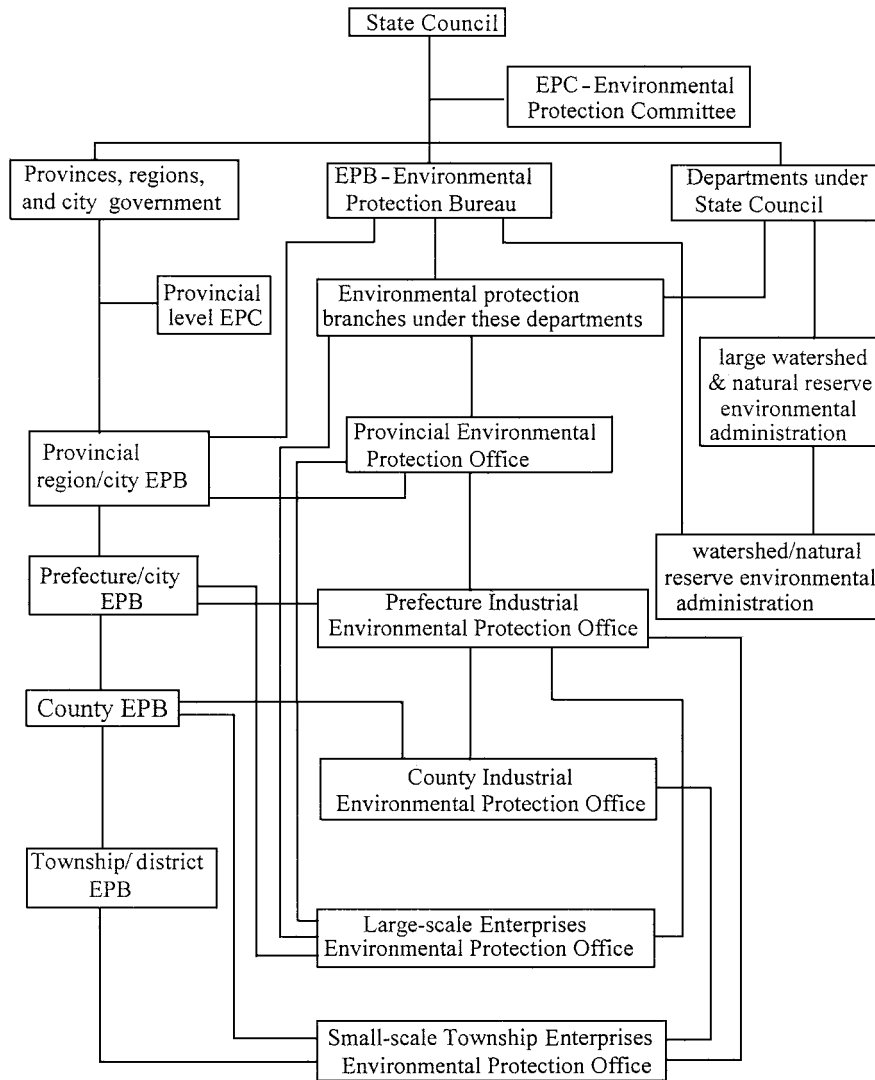 State Council
EPC - Environmental
Protection Committee
Provinces, regions,
and city government
EPB - Environmental
Protection Bureau
Departments under
State Council
Provincial
level EPC
Environmental protection
branches under these departments
large watershed
& natural reserve
environmental
administration
Provincial
region/city EPB
Provincial Environmental
Protection Office
Prefecture/city
EPB
Prefecture Industrial
Environmental Protection Office
watershed/natural
reserve environmental
administration
County EPB
County Industrial
Environmental Protection Office
Township/ district
EPB
Large-scale Enterprises
Environmental Protection Office
Small-scale Township Enterprises
Environmental Protection Office